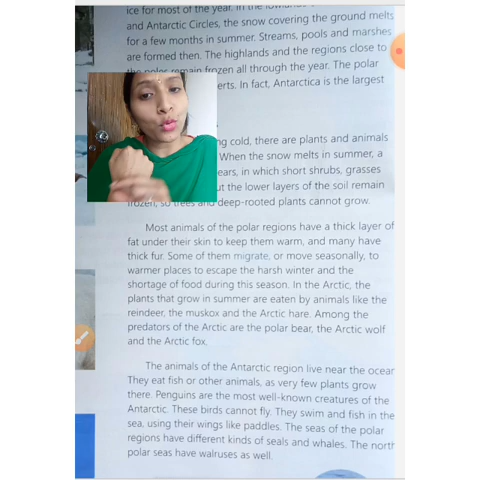 ice for most of the year. In the
and Antarctic Circles, the snow covering the ground melts
for a few months in summer. Streams, pools and marshes
are formed then. The highlands and the regions close to
the poles remain frozen all through the year. The polar
erts. In fact, Antarctica is the largest
ng cold, there are plants and animals
When the snow melts in summer, a
ears, in which short shrubs, grasses
ut the lower layers of the soil remain
frozen, so trees and deep-rooted plants cannot grow.
Most animals of the polar regions have a thick layer of
fat under their skin to keep them warm, and many have
thick fur. Some of them migrate, or move seasonally, to
warmer places to escape the harsh winter and the
shortage of food during this season. In the Arctic, the
plants that grow in summer are eaten by animals like the
reindeer, the muskox and the Arctic hare. Among the
predators of the Arctic are the polar bear, the Arctic wolf
and the Arctic fox.
The animals of the Antarctic region live near the ocean
They eat fish or other animals, as very few plants grow
there. Penguins are the most well-known creatures of the
Antarctic. These birds cannot fly. They swim and fish in the
sea, using their wings like paddles. The seas of the polar
regions have different kinds of seals and whales. The north
polar seas have walruses as well.